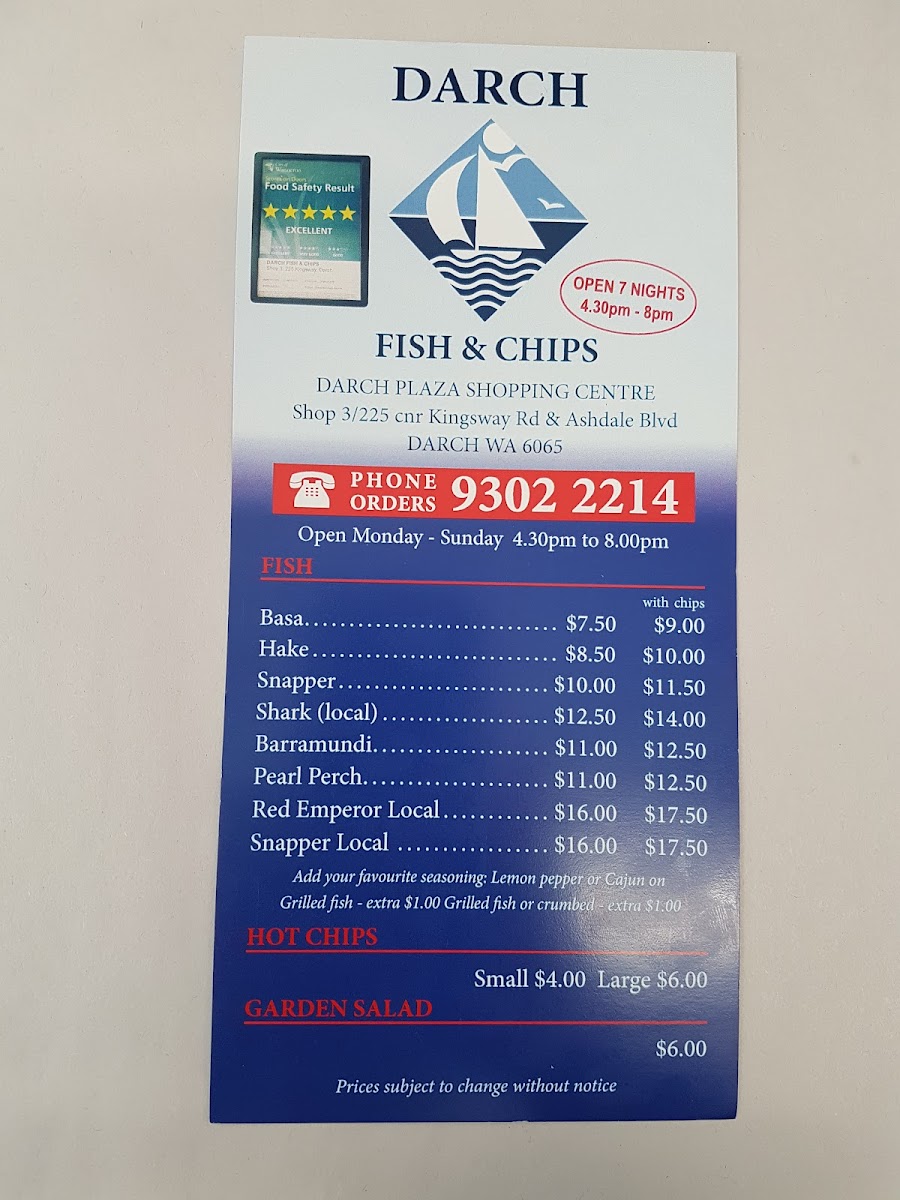 DARCH
Wanneroo
Food Safety Result
EXCELLENT
DARCH FISH & CHIPS
OPEN 7 NIGHTS
4.30pm - 8pm
FISH & CHIPS
DARCH PLAZA SHOPPING CENTRE
Shop 3/225 cnr Kingsway Rd & Ashdale Blvd
DARCH WA 6065
PHONE ORDERS 9302 2214
Open Monday - Sunday 4.30pm to 8.00pm
FISH
with chips
Basa............................. $7.50 $9.00
Hake............................ $8.50 $10.00
Snapper........................ $10.00 $11.50
Shark (local)................... $12.50 $14.00
Barramundi.................... $11.00 $12.50
Pearl Perch..................... $11.00 $12.50
Red Emperor Local............ $16.00 $17.50
Snapper Local ................. $16.00 $17.50
Add your favourite seasoning: Lemon pepper or Cajun on
Grilled fish - extra $1.00 Grilled fish or crumbed - extra $1.00
HOT CHIPS
Small $4.00 Large $6.00
GARDEN SALAD
$6.00
Prices subject to change without notice